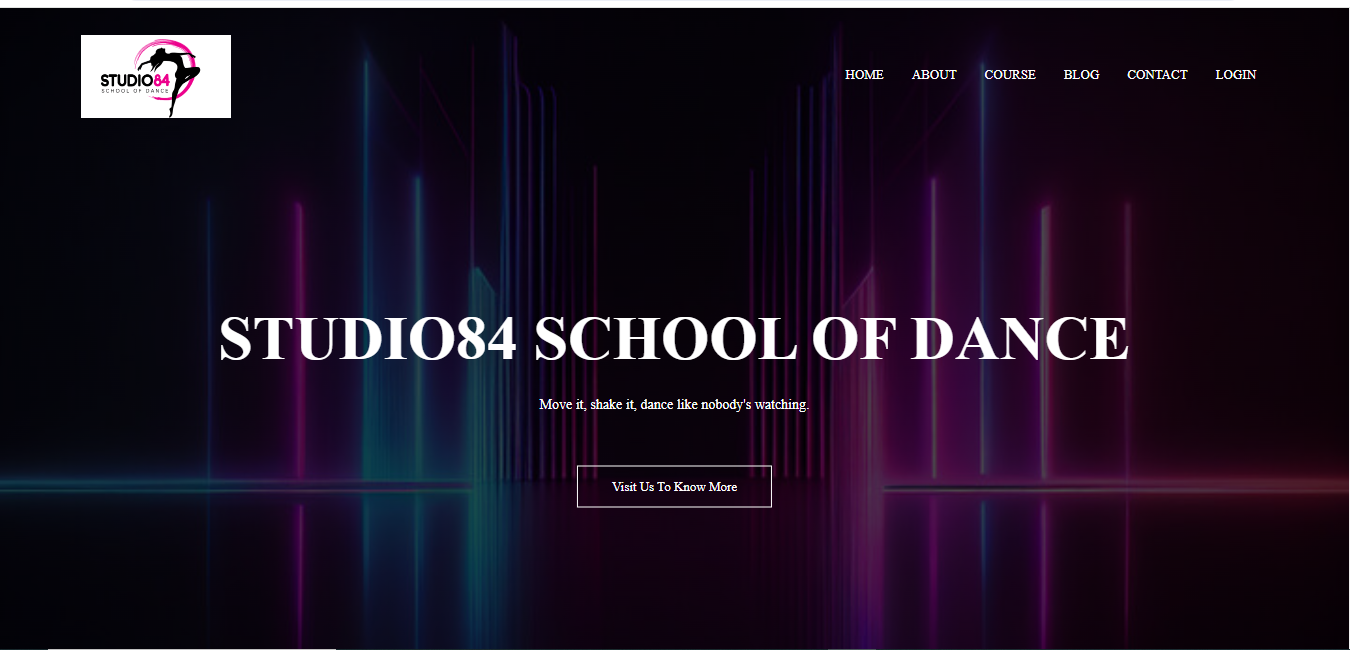 STUDIO84
SCHOOL OF DANCE
HOME ABOUT COURSE BLOG CONTACT LOGIN
STUDIO84 SCHOOL OF DANCE
Move it, shake it, dance like nobody's watching.
Visit Us To Know More